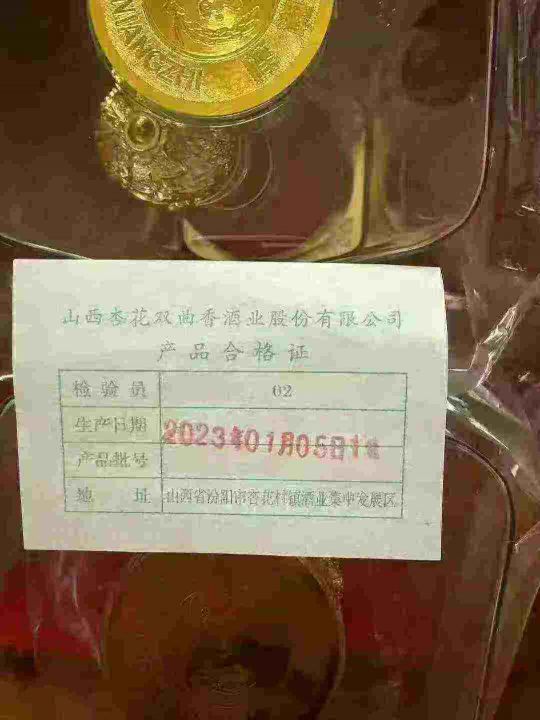 NIANGZHI
山西杏花双曲香酒业股份有限公司
产品合格证
检验员 02
生产日期 2023年01月05日1
产品批号
地址 山西省汾阳市杏花村镇酒业集中发展区